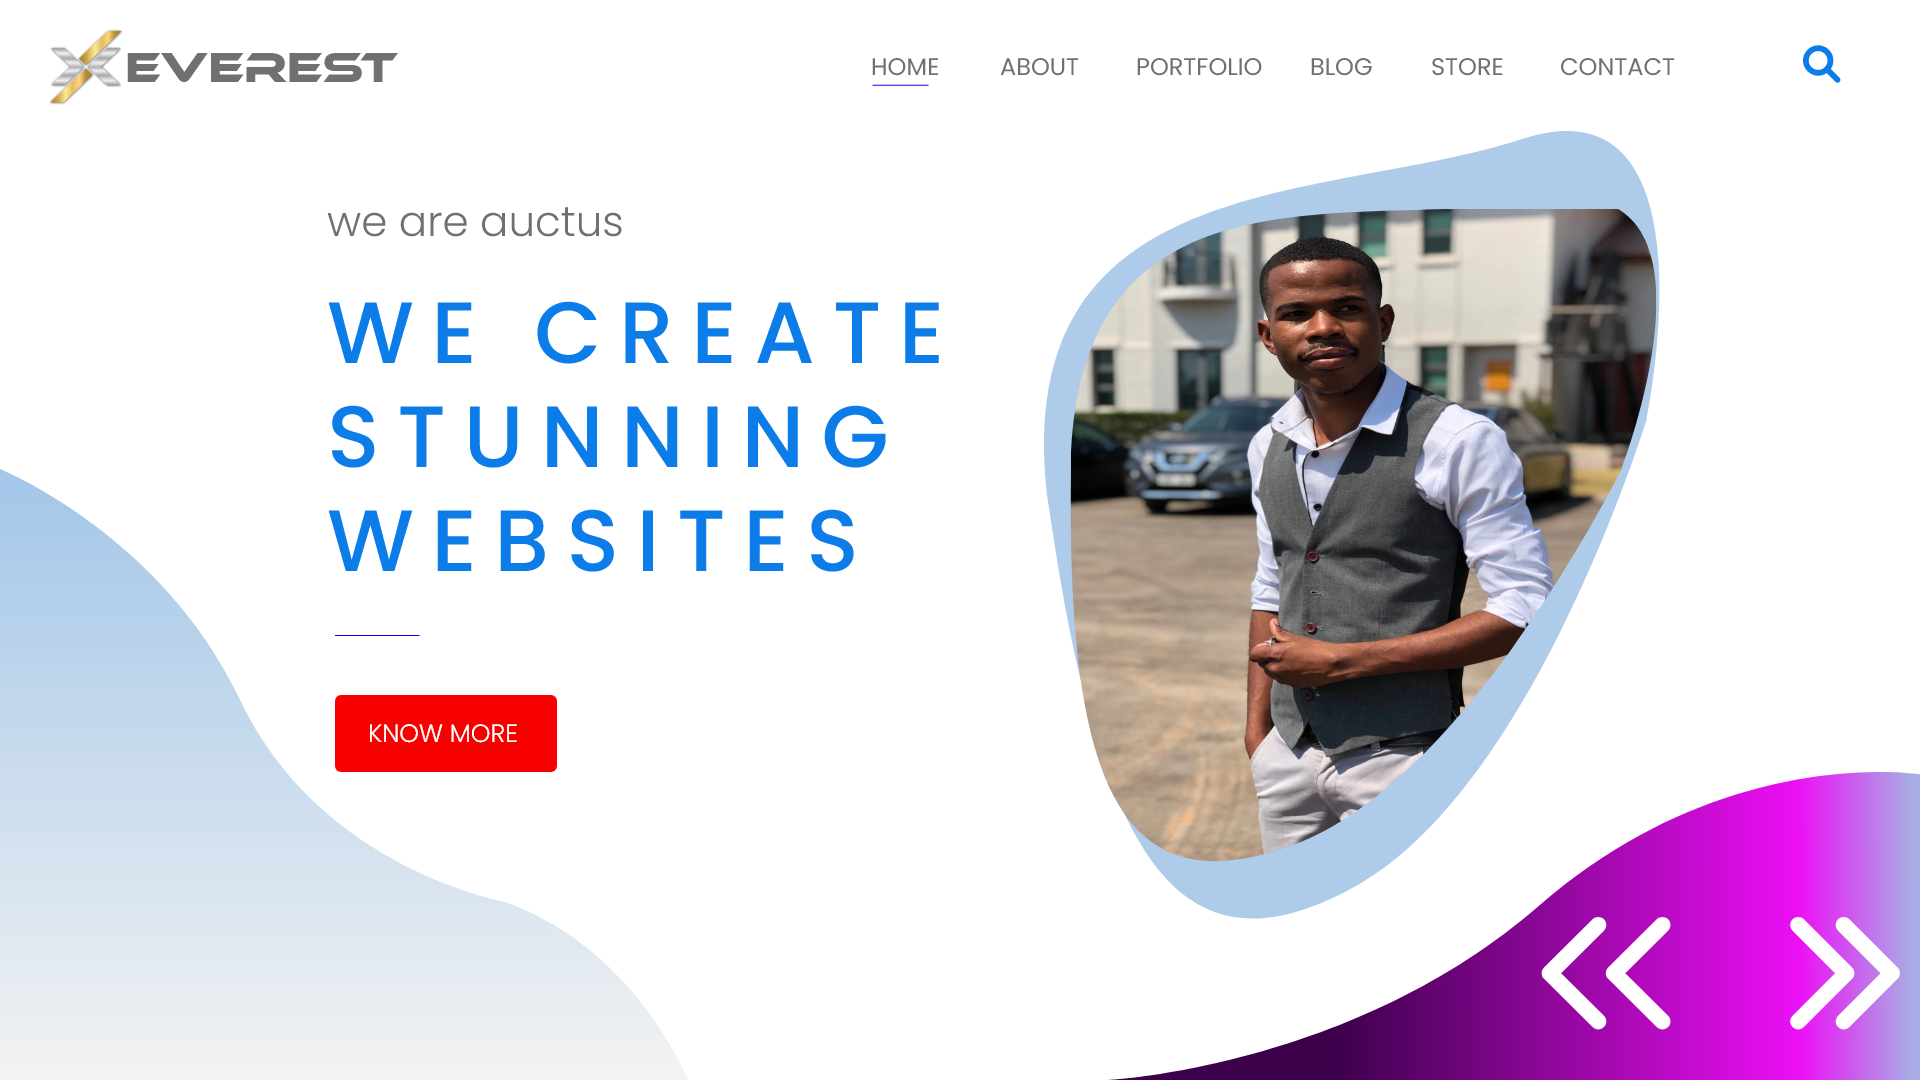 EVEREST
HOME ABOUT PORTFOLIO BLOG STORE CONTACT
we are auctus
WE CREATE
STUNNING
WEBSITES
KNOW MORE